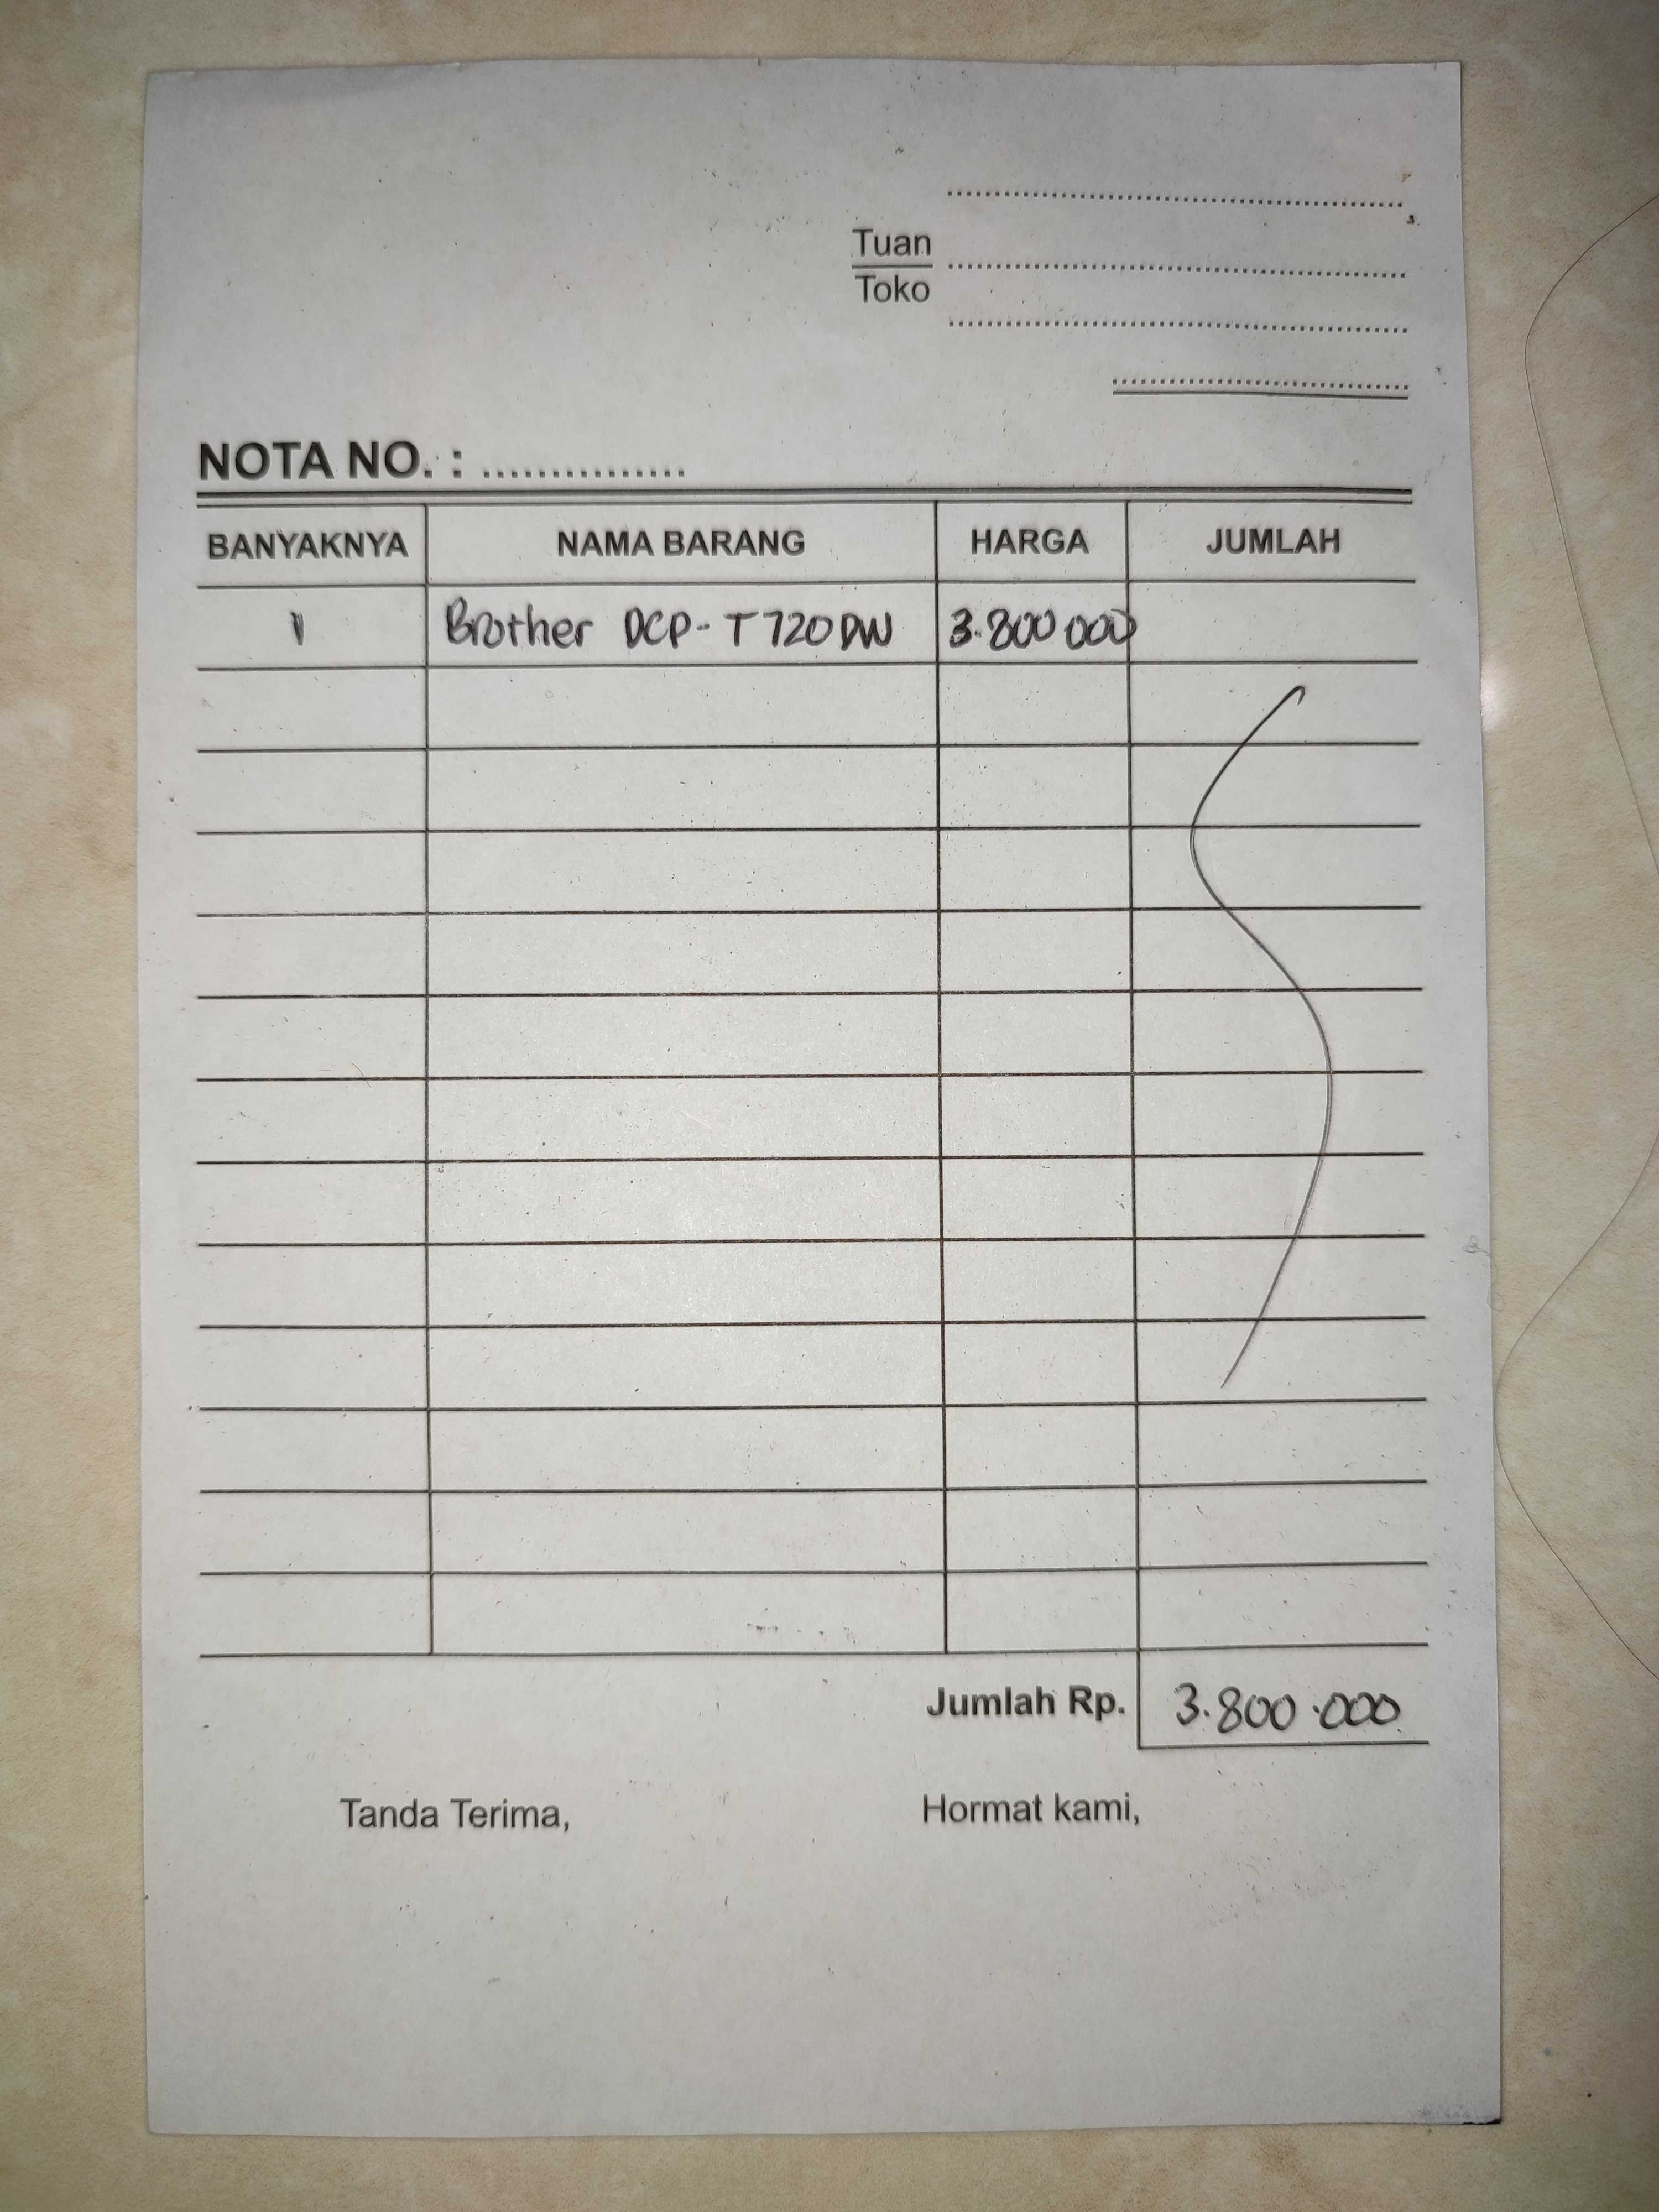 Tuan
Toko
NOTA NO. : ...............
BANYAKNYA NAMA BARANG HARGA JUMLAH
1 Brother DCP-T720DW 3.800 000
Jumlah Rp. 3.800.000
Tanda Terima, Hormat kami,